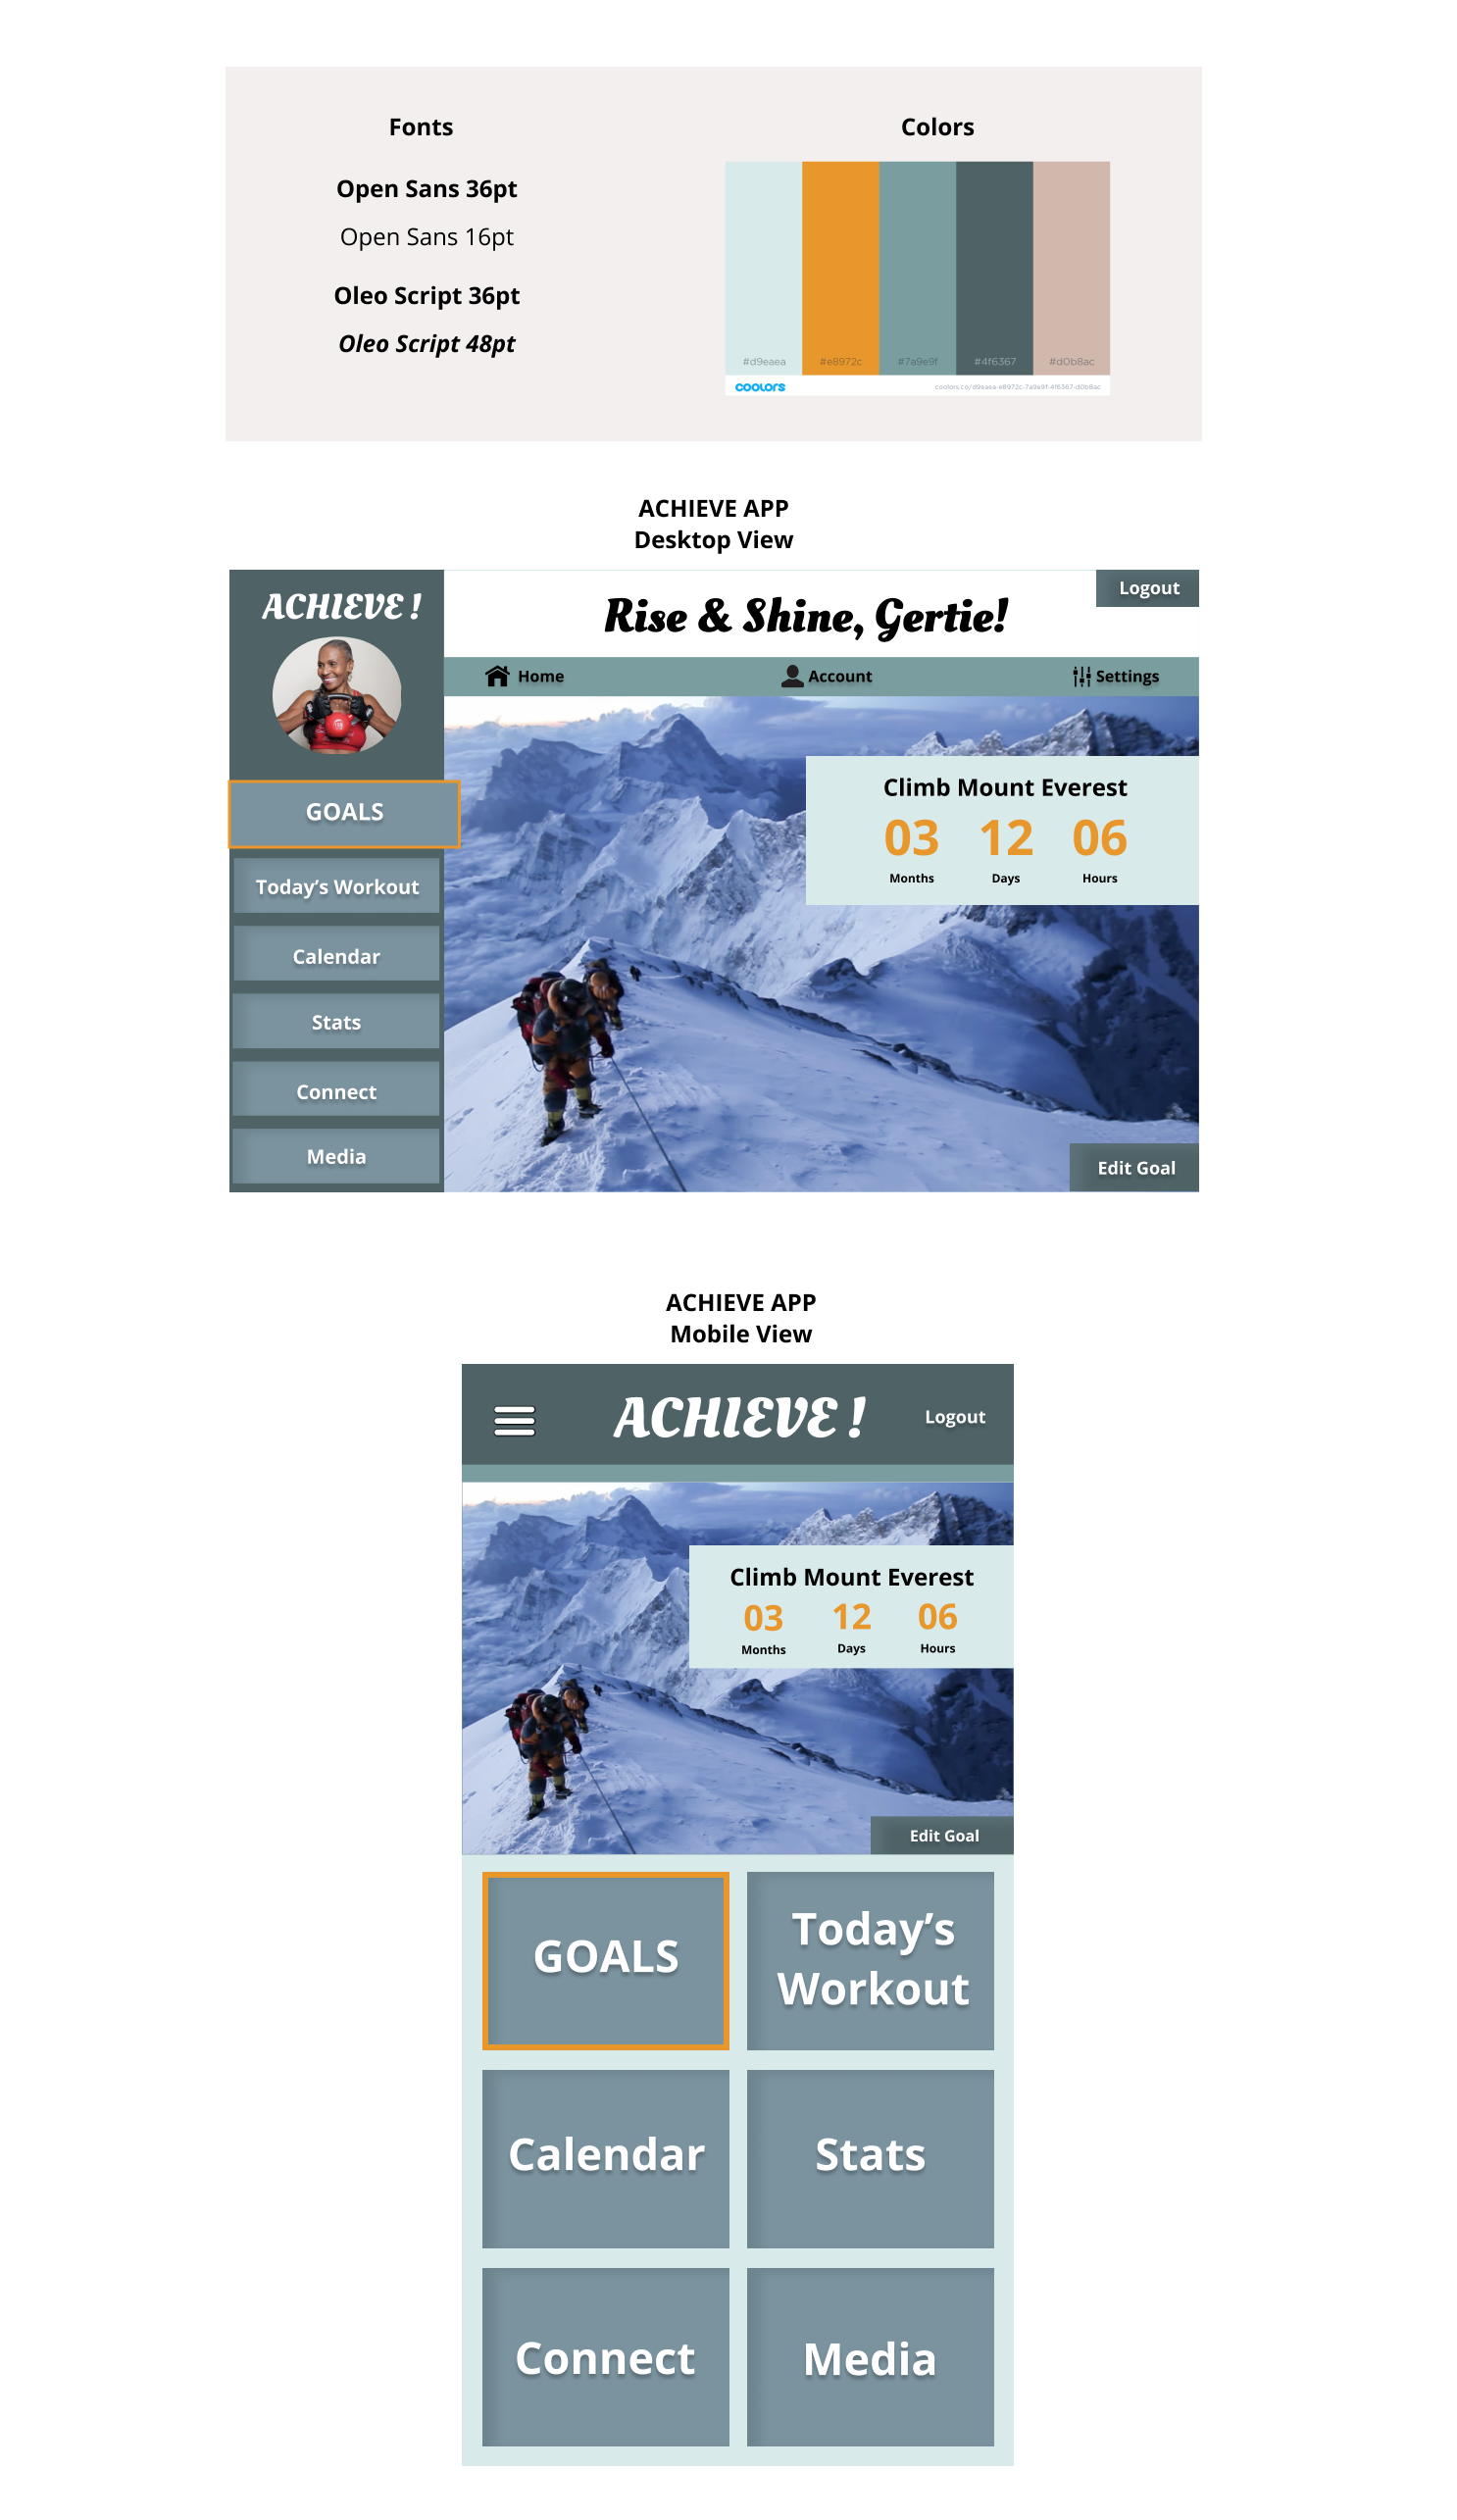 Fonts
Open Sans 36pt
Open Sans 16pt
Oleo Script 36pt
Oleo Script 48pt
Colors
#d9eaea
#e8972c
#7a9e9f
#4f6367
#d0b8ac
coolors
coolors.co/d9eaea-e8972c-7a9e9f-4f6367-d0b8ac
ACHIEVE APP
Desktop View
ACHIEVE !
Rise & Shine, Gertie!
Logout
Home
Account
Settings
GOALS
Today’s Workout
Calendar
Stats
Connect
Media
Climb Mount Everest
03 12 06
Months Days Hours
Edit Goal
ACHIEVE APP
Mobile View
ACHIEVE !
Logout
Climb Mount Everest
03 12 06
Months Days Hours
Edit Goal
GOALS
Today’s
Workout
Calendar
Stats
Connect
Media